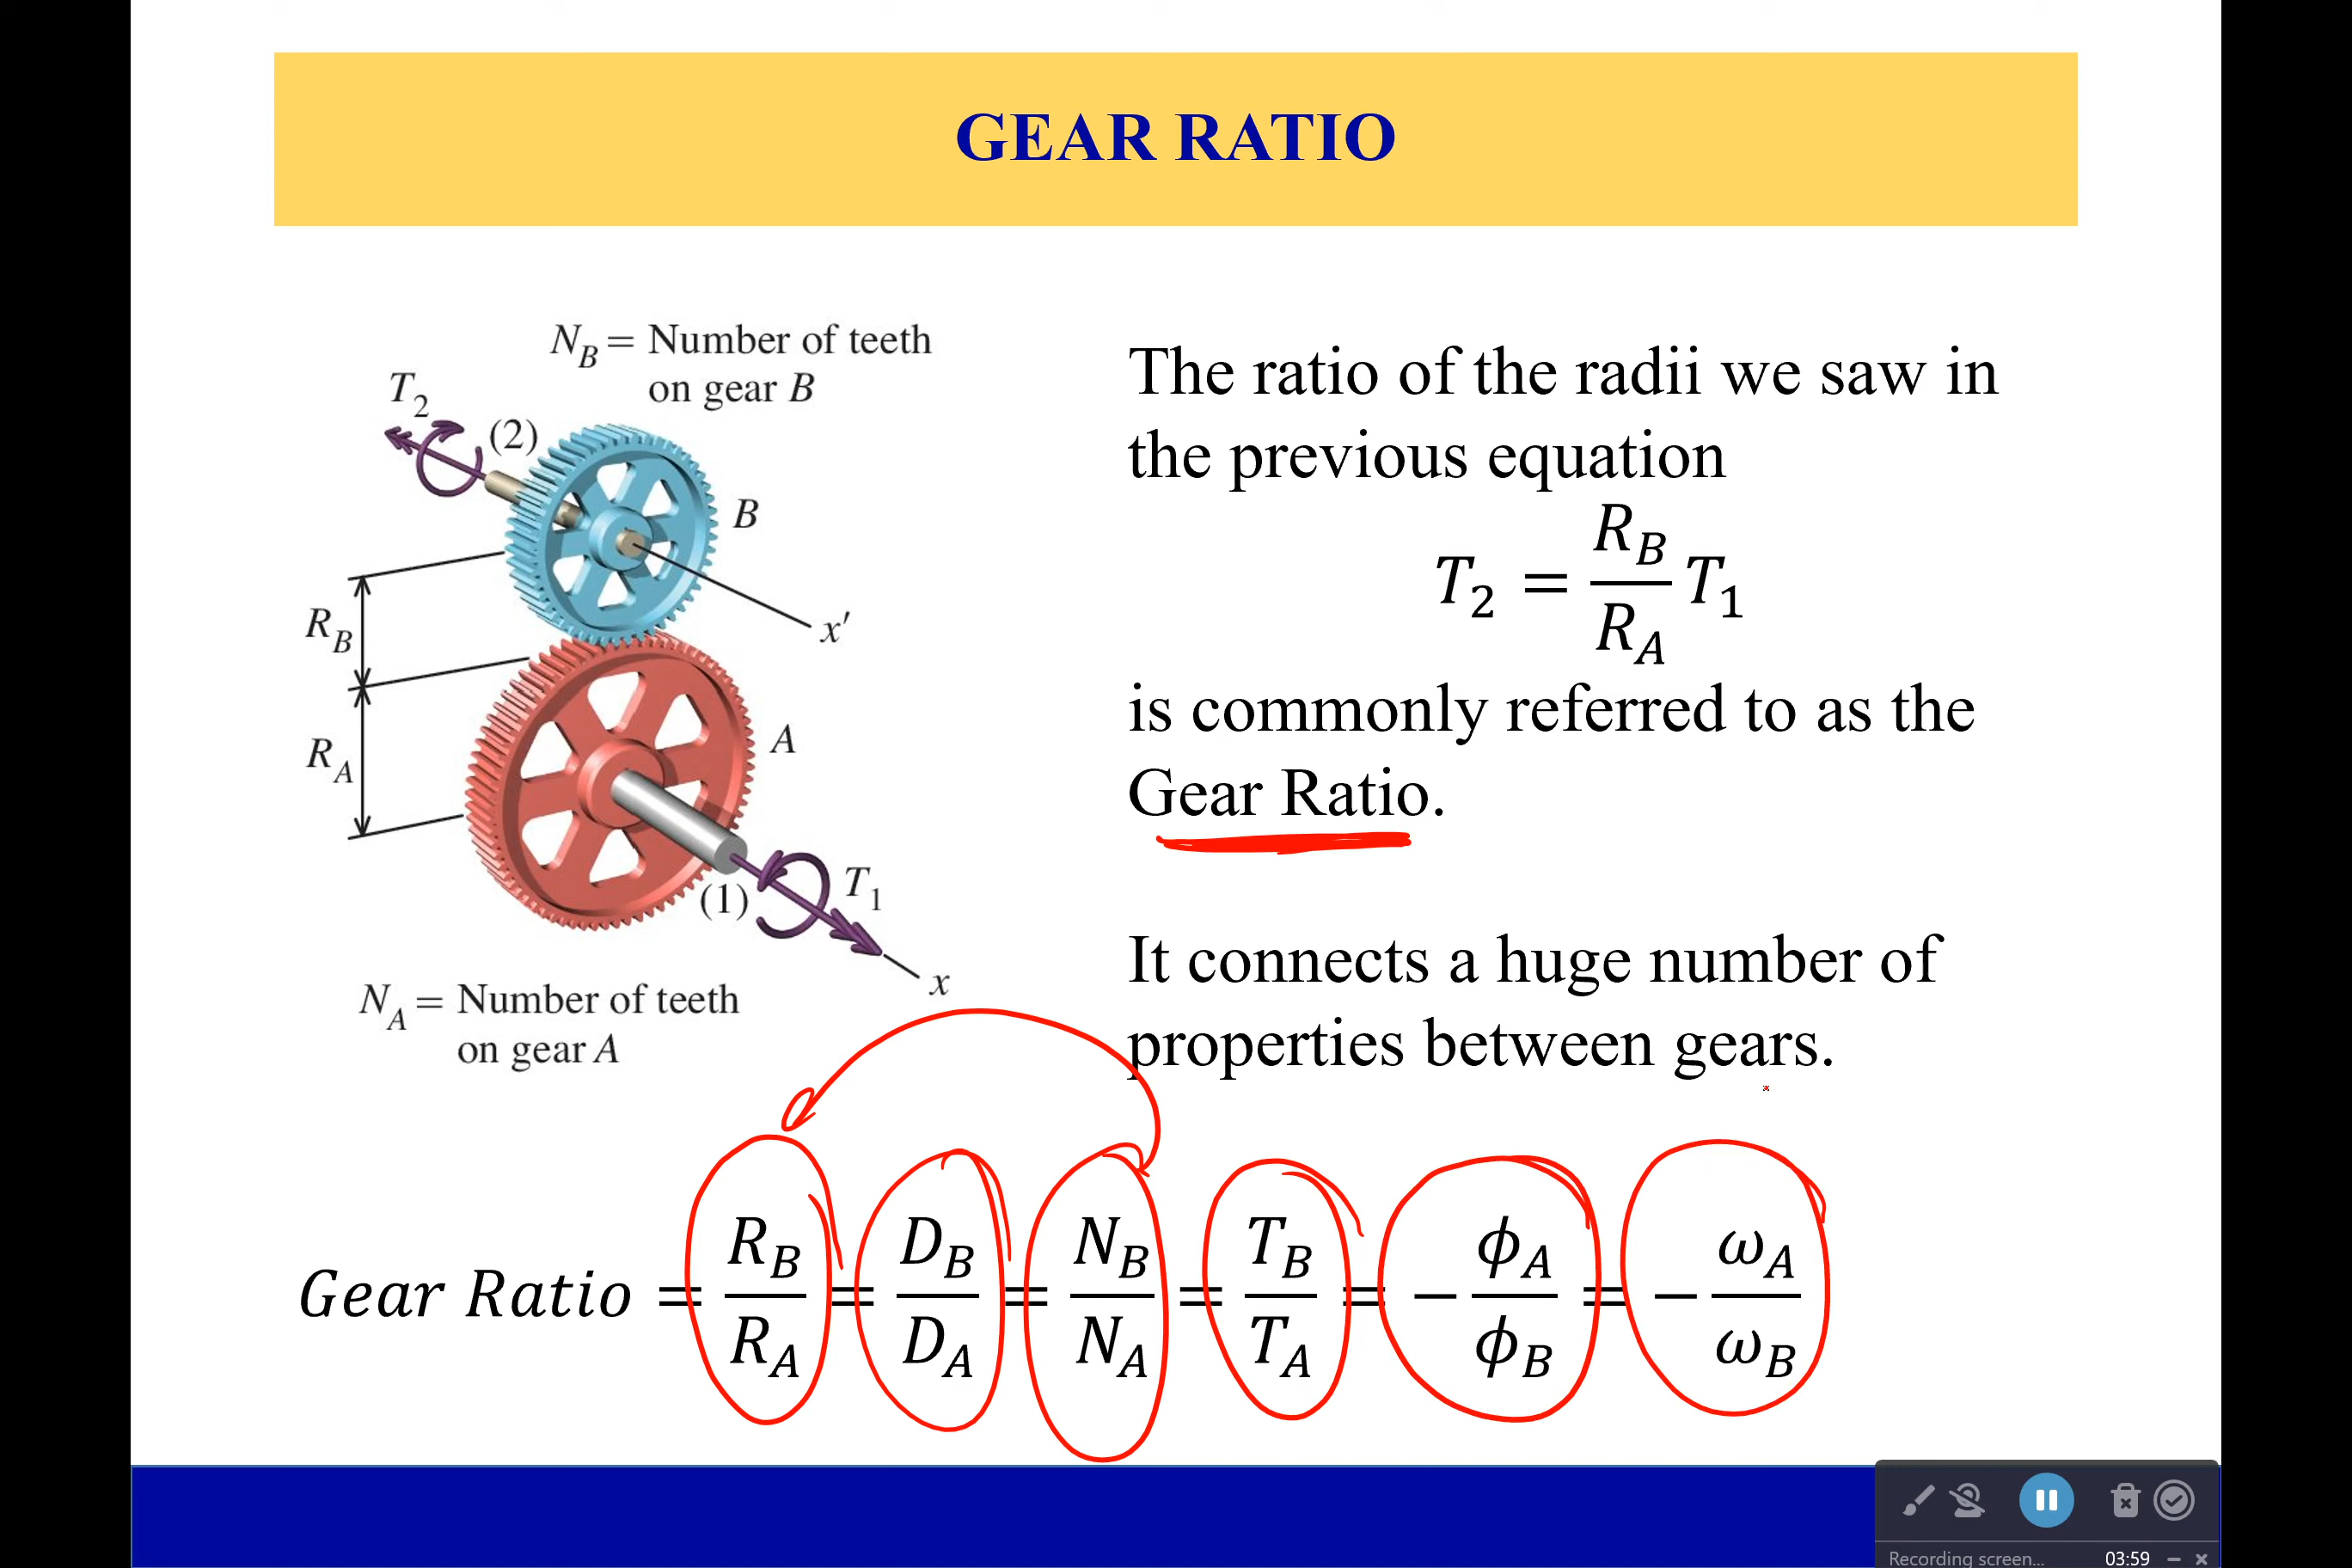 GEAR RATIO
N_B = Number of teeth
on gear B
T_2
(2)
B
R_B
x'
R_A
A
(1)
T_1
x
N_A = Number of teeth
on gear A
The ratio of the radii we saw in
the previous equation
T_2 = R_B/R_A T_1
is commonly referred to as the
Gear Ratio.
It connects a huge number of
properties between gears.
Gear Ratio = R_B/R_A = D_B/D_A = N_B/N_A = T_B/T_A = −ϕ_A/ϕ_B = −ω_A/ω_B
Recording screen... 03:59